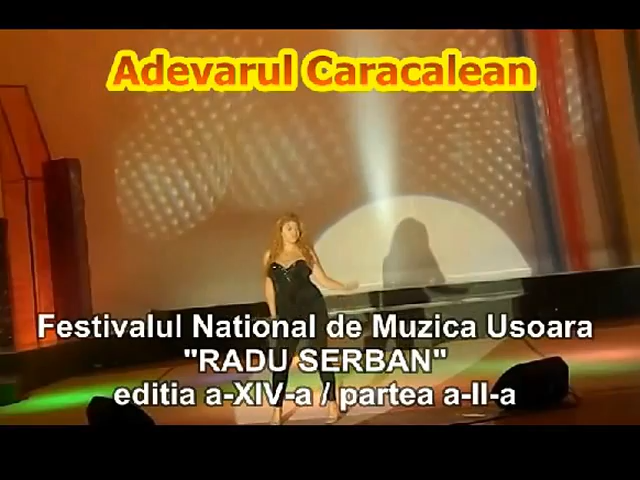 Adevarul Caracalean
Festivalul National de Muzica Usoara
"RADU SERBAN"
editia a-XIV-a / partea a-II-a